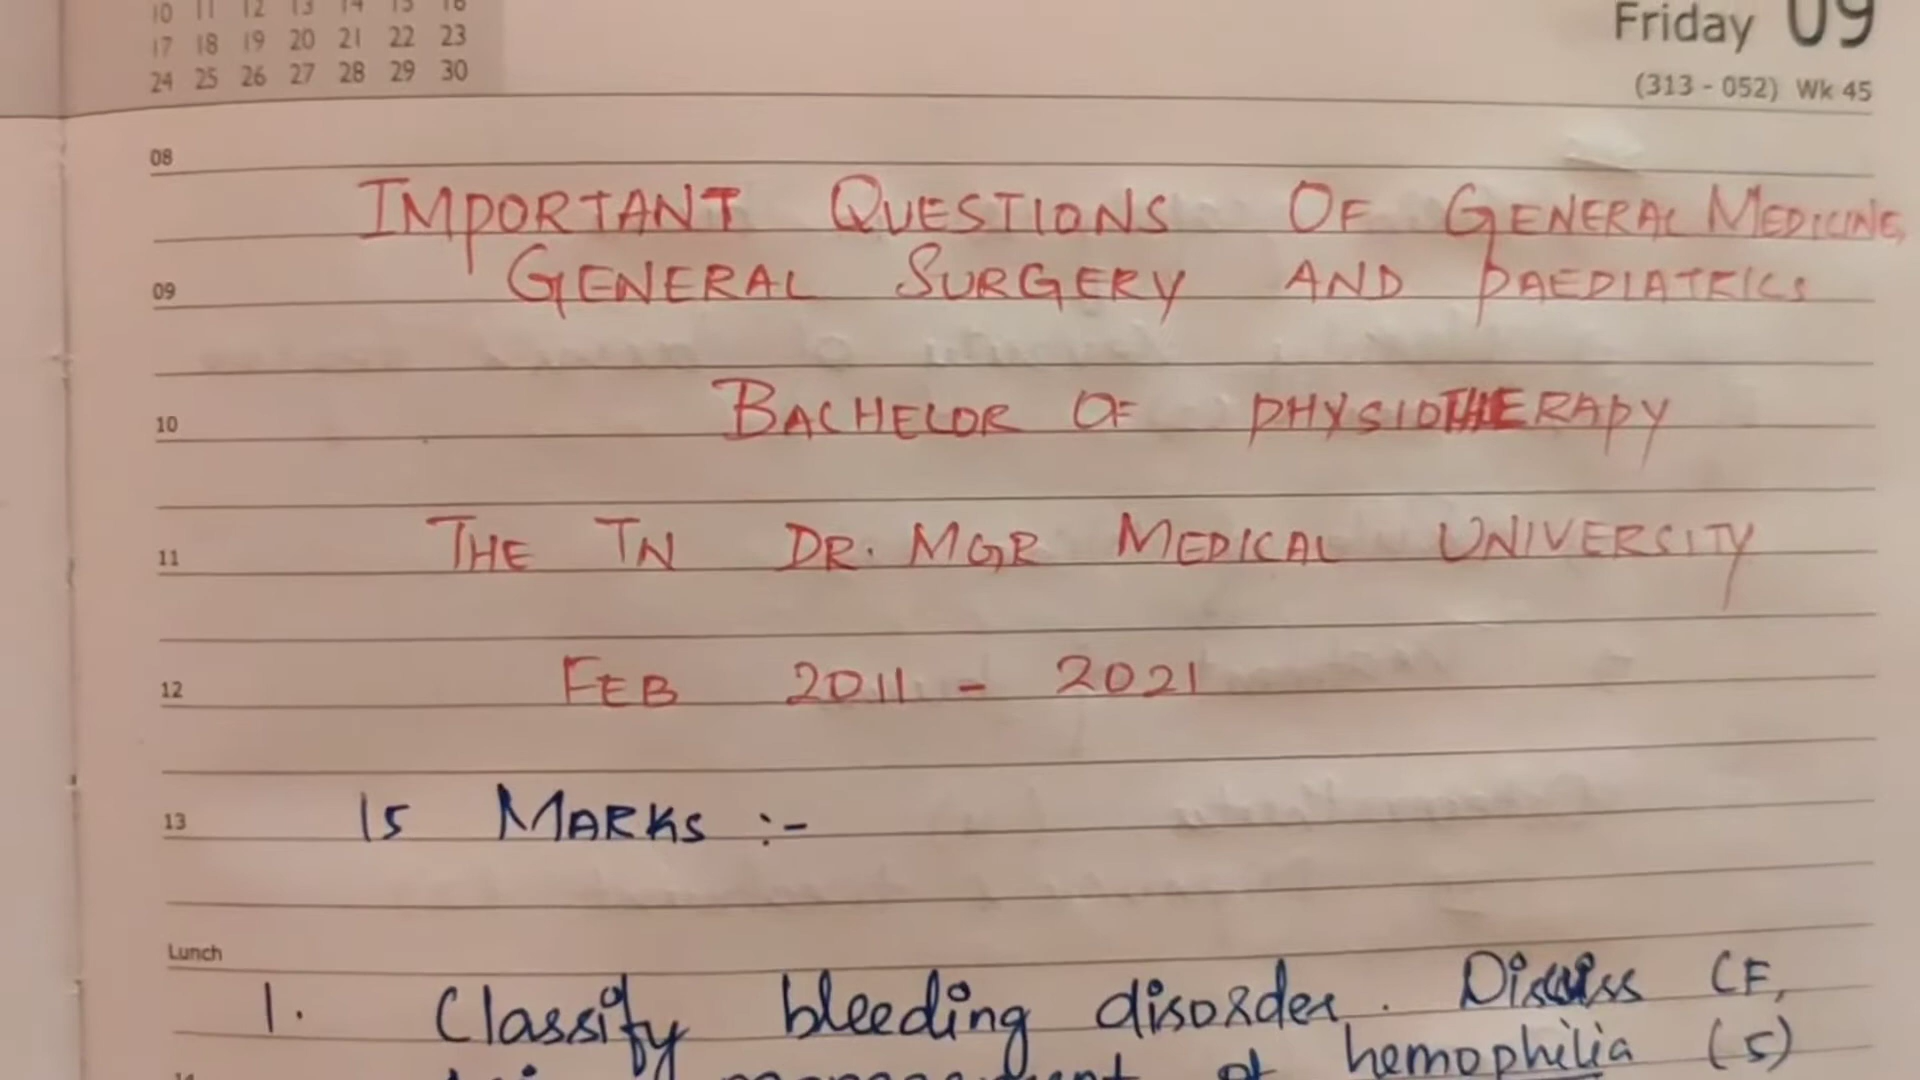 10 11 12 13 14 15 16
17 18 19 20 21 22 23
24 25 26 27 28 29 30
Friday 09
(313 - 052) Wk 45
08
IMPORTANT QUESTIONS OF GENERAL MEDICINE,
09
GENERAL SURGERY AND PAEDIATRICS
10
BACHELOR OF PHYSIOTHERAPY
11
THE TN DR. MGR MEDICAL UNIVERSITY
12
FEB 2011 - 2021
13
15 MARKS :-
Lunch
1. Classify bleeding disorder. Discuss CF,
management of hemophilia (5)